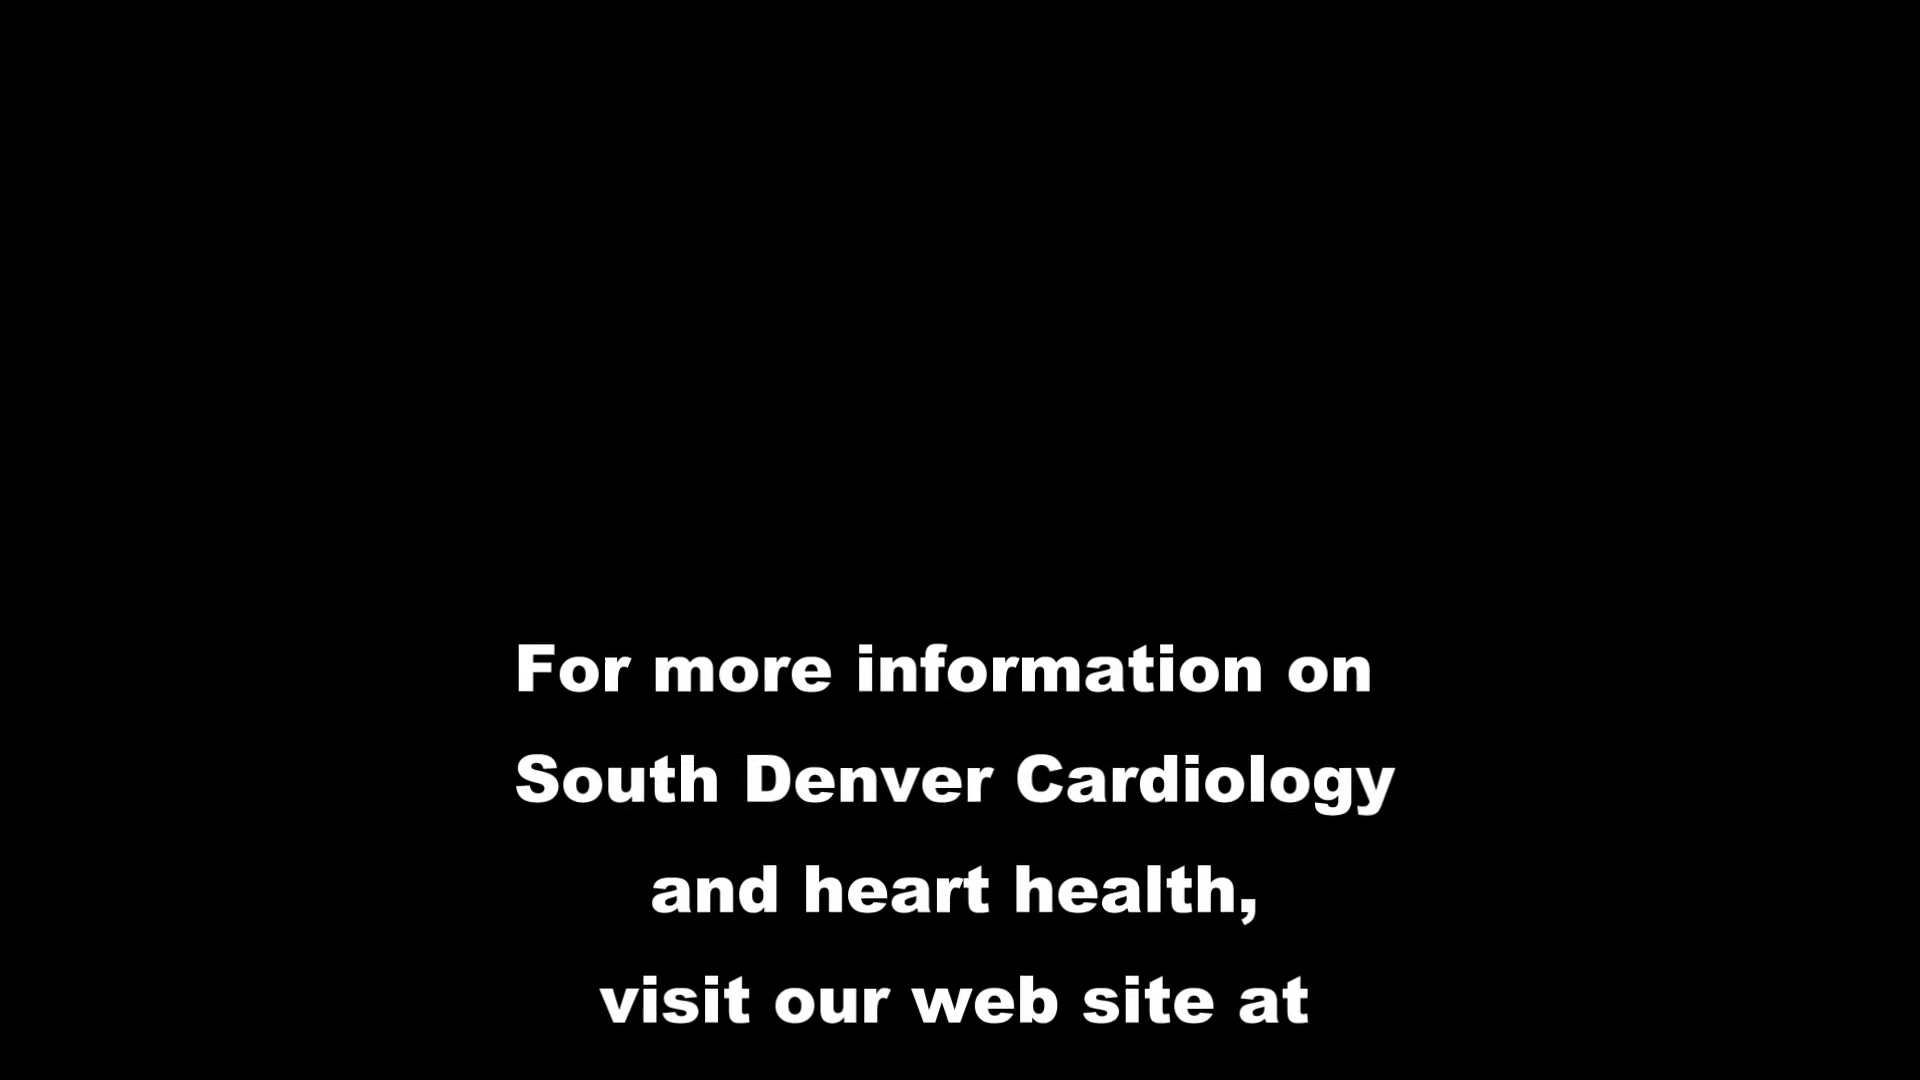 For more information on
South Denver Cardiology
and heart health,
visit our web site at